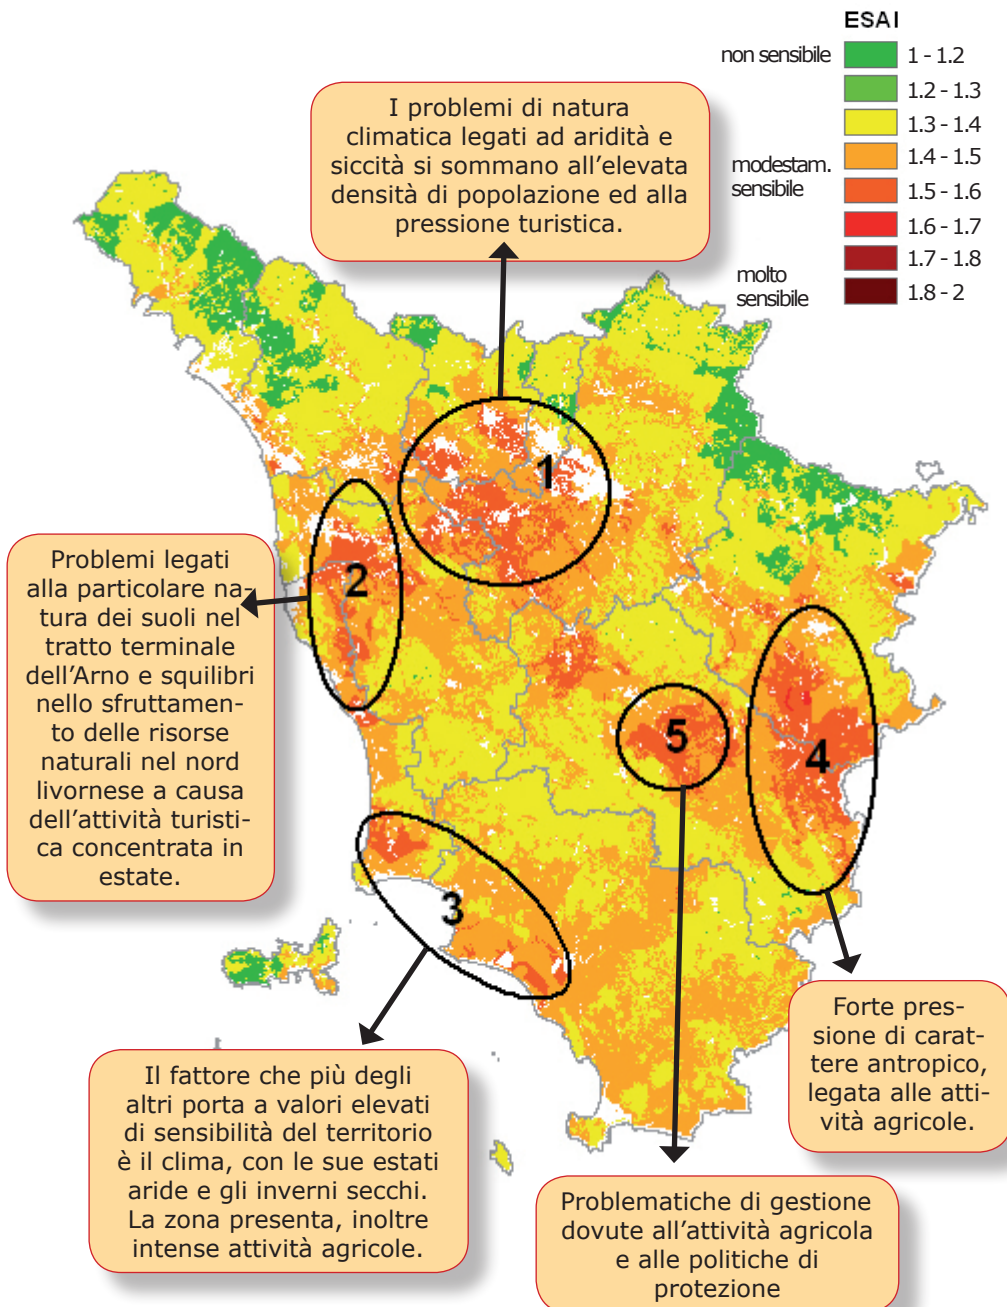 ESAI
non sensibile
1 - 1.2
1.2 - 1.3
1.3 - 1.4
modestam.
sensibile
1.4 - 1.5
1.5 - 1.6
1.6 - 1.7
1.7 - 1.8
molto
sensibile
1.8 - 2
I problemi di natura
climatica legati ad aridità e
siccità si sommano all’elevata
densità di popolazione ed alla
pressione turistica.
1
Problemi legati
alla particolare na-
tura dei suoli nel
tratto terminale
dell’Arno e squilibri
nello sfruttamen-
to delle risorse
naturali nel nord
livornese a causa
dell’attività turisti-
ca concentrata in
estate.
2
5
4
3
Forte pres-
sione di carat-
tere antropico,
legata alle atti-
vità agricole.
Il fattore che più degli
altri porta a valori elevati
di sensibilità del territorio
è il clima, con le sue estati
aride e gli inverni secchi.
La zona presenta, inoltre
intense attività agricole.
Problematiche di gestione
dovute all’attività agricola
e alle politiche di
protezione